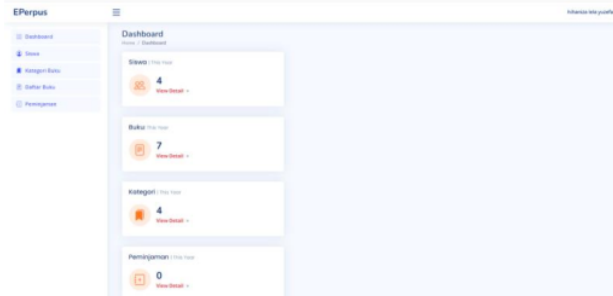 EPerpus
Dashboard
Siswa
Kategori Buku
Daftar Buku
Peminjaman
Dashboard
Home / Dashboard
Siswa | This Year
4
View Detail
Buku This Year
7
View Detail
Kategori | This Year
4
View Detail
Peminjaman | This Year
0
View Detail